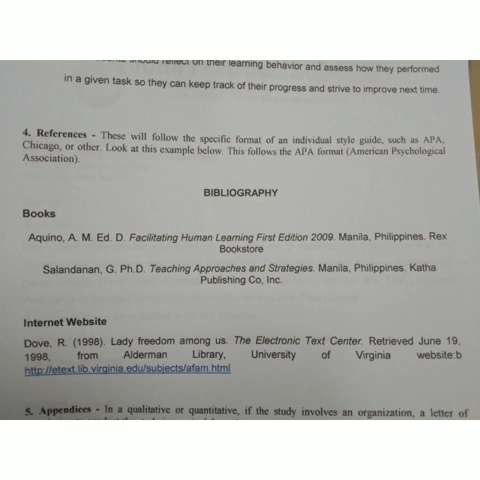 should reflect on their learning behavior and assess how they performed
in a given task so they can keep track of their progress and strive to improve next time.
4. References - These will follow the specific format of an individual style guide, such as APA,
Chicago, or other. Look at this example below. This follows the APA format (American Psychological
Association).
BIBLIOGRAPHY
Books
Aquino, A. M. Ed. D. Facilitating Human Learning First Edition 2009. Manila, Philippines. Rex
Bookstore
Salandanan, G. Ph.D. Teaching Approaches and Strategies. Manila, Philippines. Katha
Publishing Co, Inc.
Internet Website
Dove, R. (1998). Lady freedom among us. The Electronic Text Center. Retrieved June 19,
1998, from Alderman Library, University of Virginia website:b
http://etext.lib.virginia.edu/subjects/afam.html
5. Appendices - In a qualitative or quantitative, if the study involves an organization, a letter of